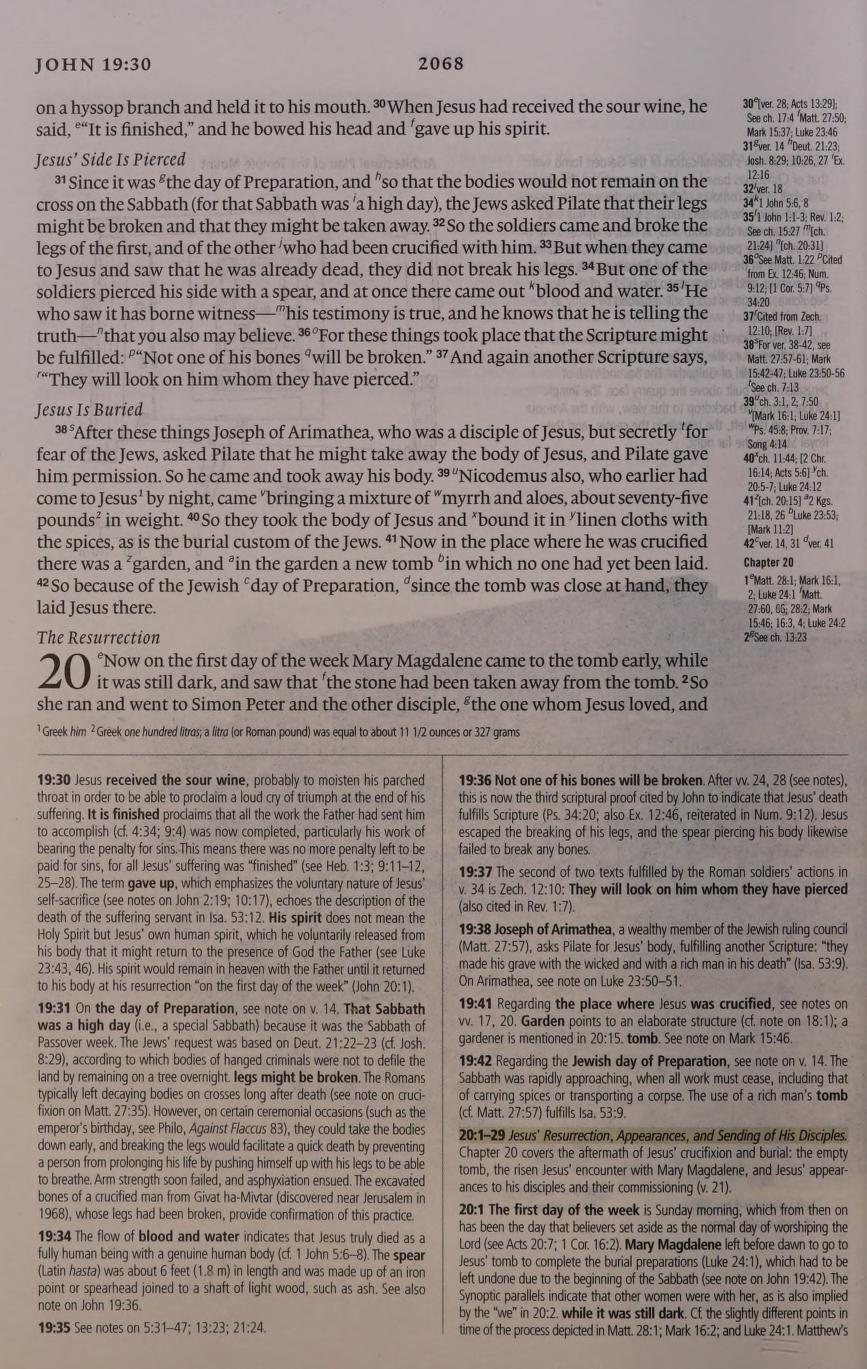 JOHN 19:30
2068
on a hyssop branch and held it to his mouth. 30 When Jesus had received the sour wine, he
said, e“It is finished,” and he bowed his head and fgave up his spirit.
Jesus’ Side Is Pierced
31 Since it was gthe day of Preparation, and hso that the bodies would not remain on the
cross on the Sabbath (for that Sabbath was ia high day), the Jews asked Pilate that their legs
might be broken and that they might be taken away. 32 So the soldiers came and broke the
legs of the first, and of the other jwho had been crucified with him. 33 But when they came
to Jesus and saw that he was already dead, they did not break his legs. 34 But one of the
soldiers pierced his side with a spear, and at once there came out kblood and water. 35 lHe
who saw it has borne witness—mhis testimony is true, and he knows that he is telling the
truth—nthat you also may believe. 36 oFor these things took place that the Scripture might
be fulfilled: p“Not one of his bones qwill be broken.” 37 And again another Scripture says,
r“They will look on him whom they have pierced.”
Jesus Is Buried
38 sAfter these things Joseph of Arimathea, who was a disciple of Jesus, but secretly tfor
fear of the Jews, asked Pilate that he might take away the body of Jesus, and Pilate gave
him permission. So he came and took away his body. 39 uNicodemus also, who earlier had
come to Jesus1 by night, came vbringing a mixture of wmyrrh and aloes, about seventy-five
pounds2 in weight. 40 So they took the body of Jesus and xbound it in ylinen cloths with
the spices, as is the burial custom of the Jews. 41 Now in the place where he was crucified
there was a zgarden, and ain the garden a new tomb bin which no one had yet been laid.
42 So because of the Jewish cday of Preparation, dsince the tomb was close at hand, they
laid Jesus there.
The Resurrection
20 eNow on the first day of the week Mary Magdalene came to the tomb early, while
it was still dark, and saw that fthe stone had been taken away from the tomb. 2 So
she ran and went to Simon Peter and the other disciple, gthe one whom Jesus loved, and
1 Greek him 2 Greek one hundred litras; a litra (or Roman pound) was equal to about 11 1/2 ounces or 327 grams
30 e[ver. 28; Acts 13:29];
See ch. 17:4 fMatt. 27:50;
Mark 15:37; Luke 23:46
31 gver. 14 hDeut. 21:23;
Josh. 8:29; 10:26, 27 iEx.
12:16
32 jver. 18
34 k1 John 5:6, 8
35 l1 John 1:1-3; Rev. 1:2;
See ch. 15:27 m[ch.
21:24] n[ch. 20:31]
36 oSee Matt. 1:22 pCited
from Ex. 12:46; Num.
9:12; [1 Cor. 5:7] qPs.
34:20
37 rCited from Zech.
12:10; [Rev. 1:7]
38 sFor ver. 38-42, see
Matt. 27:57-61; Mark
15:42-47; Luke 23:50-56
tSee ch. 7:13
39 uch. 3:1, 2; 7:50
v[Mark 16:1; Luke 24:1]
wPs. 45:8; Prov. 7:17;
Song 4:14
40 xch. 11:44; [2 Chr.
16:14; Acts 5:6] ych.
20:5-7; Luke 24:12
41 z[ch. 20:15] a2 Kgs.
21:18, 26 bLuke 23:53;
[Mark 11:2]
42 cver. 14, 31 dver. 41
Chapter 20
1 eMatt. 28:1; Mark 16:1,
2; Luke 24:1 fMatt.
27:60, 66; 28:2; Mark
15:46; 16:3, 4; Luke 24:2
2 gSee ch. 13:23
19:30 Jesus received the sour wine, probably to moisten his parched
throat in order to be able to proclaim a loud cry of triumph at the end of his
suffering. It is finished proclaims that all the work the Father had sent him
to accomplish (cf. 4:34; 9:4) was now completed, particularly his work of
bearing the penalty for sins. This means there was no more penalty left to be
paid for sins, for all Jesus’ suffering was “finished” (see Heb. 1:3; 9:11–12,
25–28). The term gave up, which emphasizes the voluntary nature of Jesus’
self-sacrifice (see notes on John 2:19; 10:17), echoes the description of the
death of the suffering servant in Isa. 53:12. His spirit does not mean the
Holy Spirit but Jesus’ own human spirit, which he voluntarily released from
his body that it might return to the presence of God the Father (see Luke
23:43, 46). His spirit would remain in heaven with the Father until it returned
to his body at his resurrection “on the first day of the week” (John 20:1).
19:31 On the day of Preparation, see note on v. 14. That Sabbath
was a high day (i.e., a special Sabbath) because it was the Sabbath of
Passover week. The Jews’ request was based on Deut. 21:22–23 (cf. Josh.
8:29), according to which bodies of hanged criminals were not to defile the
land by remaining on a tree overnight. legs might be broken. The Romans
typically left decaying bodies on crosses long after death (see note on cruci-
fixion on Matt. 27:35). However, on certain ceremonial occasions (such as the
emperor’s birthday, see Philo, Against Flaccus 83), they could take the bodies
down early, and breaking the legs would facilitate a quick death by preventing
a person from prolonging his life by pushing himself up with his legs to be able
to breathe. Arm strength soon failed, and asphyxiation ensued. The excavated
bones of a crucified man from Givat ha-Mivtar (discovered near Jerusalem in
1968), whose legs had been broken, provide confirmation of this practice.
19:34 The flow of blood and water indicates that Jesus truly died as a
fully human being with a genuine human body (cf. 1 John 5:6–8). The spear
(Latin hasta) was about 6 feet (1.8 m) in length and was made up of an iron
point or spearhead joined to a shaft of light wood, such as ash. See also
note on John 19:36.
19:35 See notes on 5:31–47; 13:23; 21:24.
19:36 Not one of his bones will be broken. After vv. 24, 28 (see notes),
this is now the third scriptural proof cited by John to indicate that Jesus’ death
fulfills Scripture (Ps. 34:20; also Ex. 12:46, reiterated in Num. 9:12). Jesus
escaped the breaking of his legs, and the spear piercing his body likewise
failed to break any bones.
19:37 The second of two texts fulfilled by the Roman soldiers’ actions in
v. 34 is Zech. 12:10: They will look on him whom they have pierced
(also cited in Rev. 1:7).
19:38 Joseph of Arimathea, a wealthy member of the Jewish ruling council
(Matt. 27:57), asks Pilate for Jesus’ body, fulfilling another Scripture: “they
made his grave with the wicked and with a rich man in his death” (Isa. 53:9).
On Arimathea, see note on Luke 23:50–51.
19:41 Regarding the place where Jesus was crucified, see notes on
vv. 17, 20. Garden points to an elaborate structure (cf. note on 18:1); a
gardener is mentioned in 20:15. tomb. See note on Mark 15:46.
19:42 Regarding the Jewish day of Preparation, see note on v. 14. The
Sabbath was rapidly approaching, when all work must cease, including that
of carrying spices or transporting a corpse. The use of a rich man’s tomb
(cf. Matt. 27:57) fulfills Isa. 53:9.
20:1–29 Jesus’ Resurrection, Appearances, and Sending of His Disciples.
Chapter 20 covers the aftermath of Jesus’ crucifixion and burial: the empty
tomb, the risen Jesus’ encounter with Mary Magdalene, and Jesus’ appear-
ances to his disciples and their commissioning (v. 21).
20:1 The first day of the week is Sunday morning, which from then on
has been the day that believers set aside as the normal day of worshiping the
Lord (see Acts 20:7; 1 Cor. 16:2). Mary Magdalene left before dawn to go to
Jesus’ tomb to complete the burial preparations (Luke 24:1), which had to be
left undone due to the beginning of the Sabbath (see note on John 19:42). The
Synoptic parallels indicate that other women were with her, as is also implied
by the “we” in 20:2. while it was still dark. Cf. the slightly different points in
time of the process depicted in Matt. 28:1; Mark 16:2; and Luke 24:1. Matthew’s